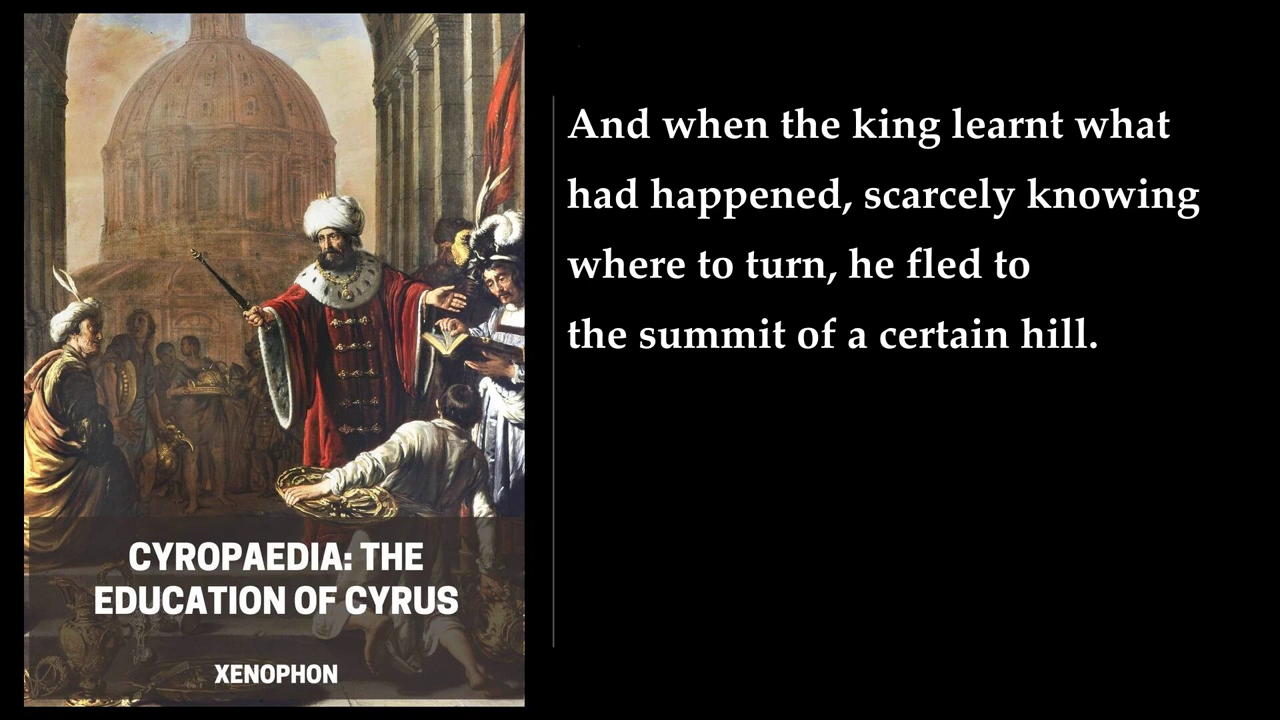 CYROPAEDIA: THE
EDUCATION OF CYRUS
XENOPHON
And when the king learnt what
had happened, scarcely knowing
where to turn, he fled to
the summit of a certain hill.